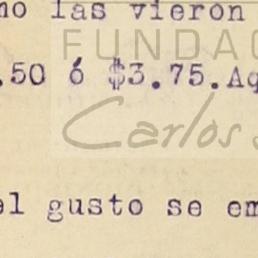 mo las vieron
FUNDAC
.50 ó $3.75.Aq
Carlos S
el gusto se em